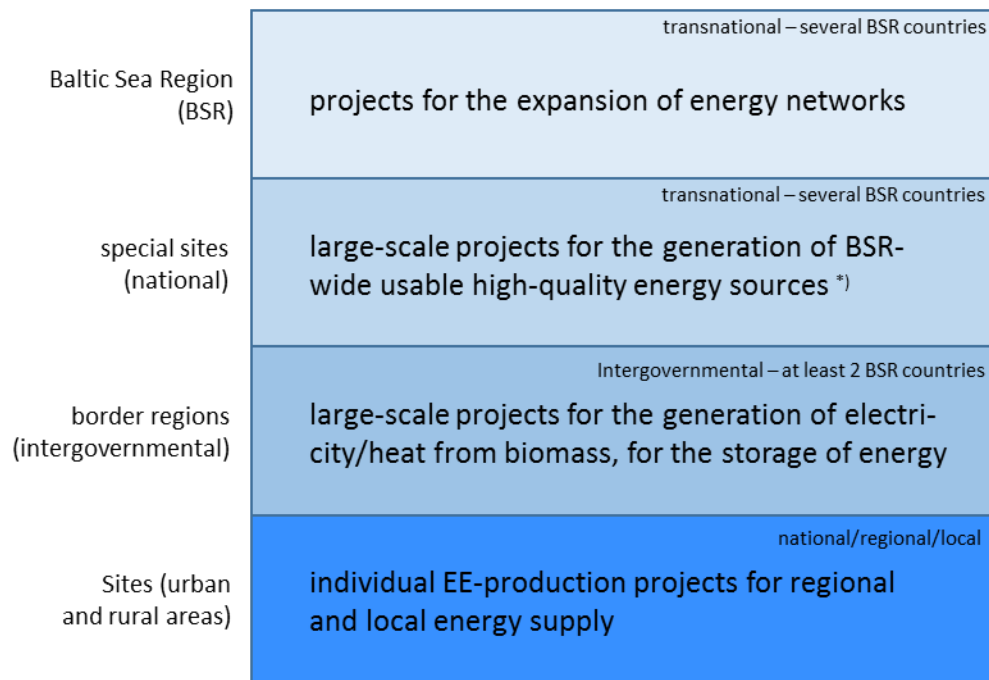 transnational – several BSR countries
Baltic Sea Region
(BSR)
projects for the expansion of energy networks
transnational – several BSR countries
special sites
(national)
large-scale projects for the generation of BSR-
wide usable high-quality energy sources *)
Intergovernmental – at least 2 BSR countries
border regions
(intergovernmental)
large-scale projects for the generation of electri-
city/heat from biomass, for the storage of energy
national/regional/local
Sites (urban
and rural areas)
individual EE-production projects for regional
and local energy supply